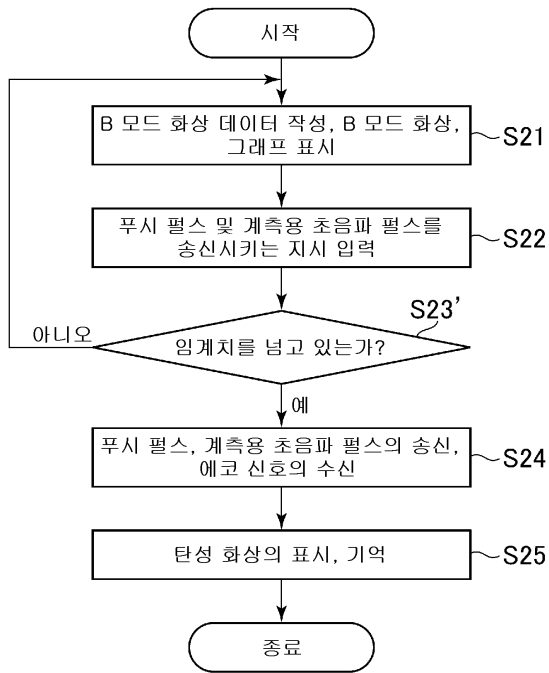 시작
B 모드 화상 데이터 작성, B 모드 화상,
그래프 표시
S21
푸시 펄스 및 계측용 초음파 펄스를
송신시키는 지시 입력
S22
S23’
아니오
임계치를 넘고 있는가?
예
푸시 펄스, 계측용 초음파 펄스의 송신,
에코 신호의 수신
S24
탄성 화상의 표시, 기억
S25
종료